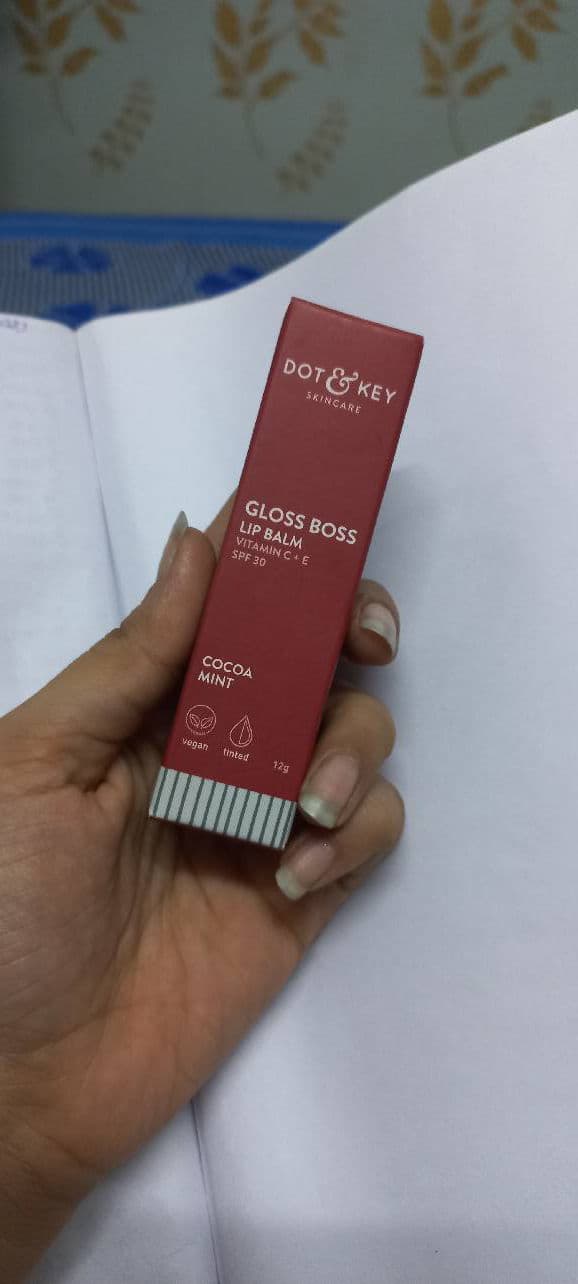 DOT & KEY
SKINCARE
GLOSS BOSS
LIP BALM
VITAMIN C + E
SPF 30
COCOA
MINT
vegan
tinted
12g